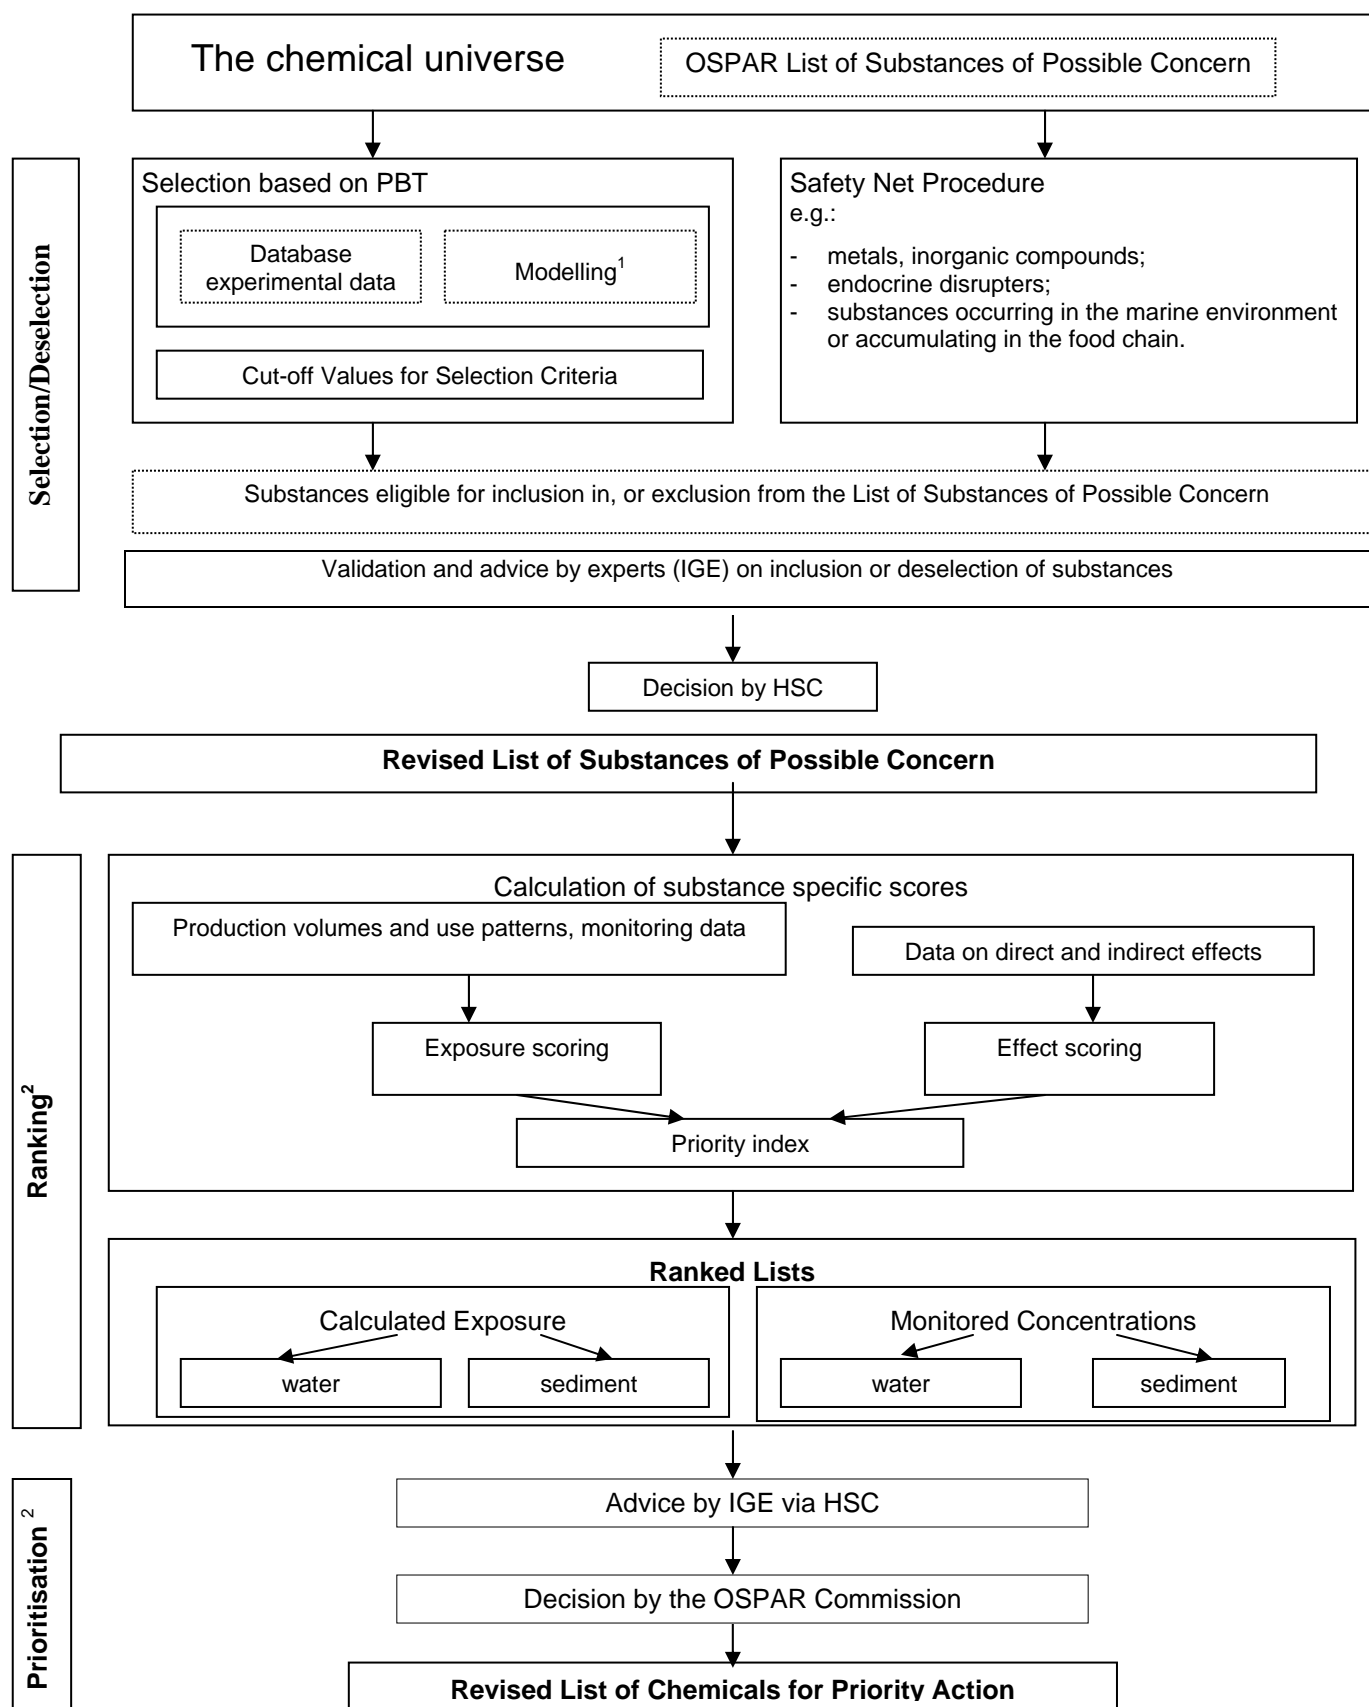 The chemical universe
OSPAR List of Substances of Possible Concern
Selection/Deselection
Selection based on PBT
Database
experimental data
Modelling1
Cut-off Values for Selection Criteria
Safety Net Procedure
e.g.:
- metals, inorganic compounds;
- endocrine disrupters;
- substances occurring in the marine environment
or accumulating in the food chain.
Substances eligible for inclusion in, or exclusion from the List of Substances of Possible Concern
Validation and advice by experts (IGE) on inclusion or deselection of substances
Decision by HSC
Revised List of Substances of Possible Concern
Ranking2
Calculation of substance specific scores
Production volumes and use patterns, monitoring data
Data on direct and indirect effects
Exposure scoring
Effect scoring
Priority index
Ranked Lists
Calculated Exposure
water
sediment
Monitored Concentrations
water
sediment
Prioritisation 2
Advice by IGE via HSC
Decision by the OSPAR Commission
Revised List of Chemicals for Priority Action